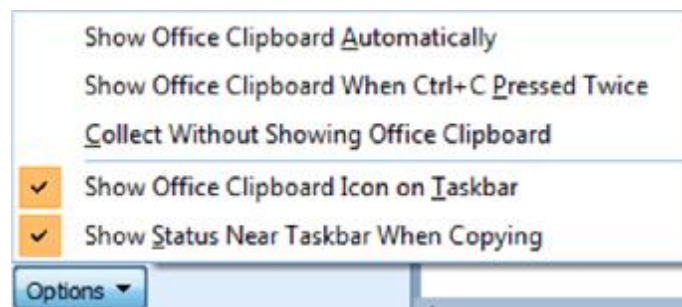 Show Office Clipboard Automatically
Show Office Clipboard When Ctrl+C Pressed Twice
Collect Without Showing Office Clipboard
Show Office Clipboard Icon on Taskbar
Show Status Near Taskbar When Copying
Options